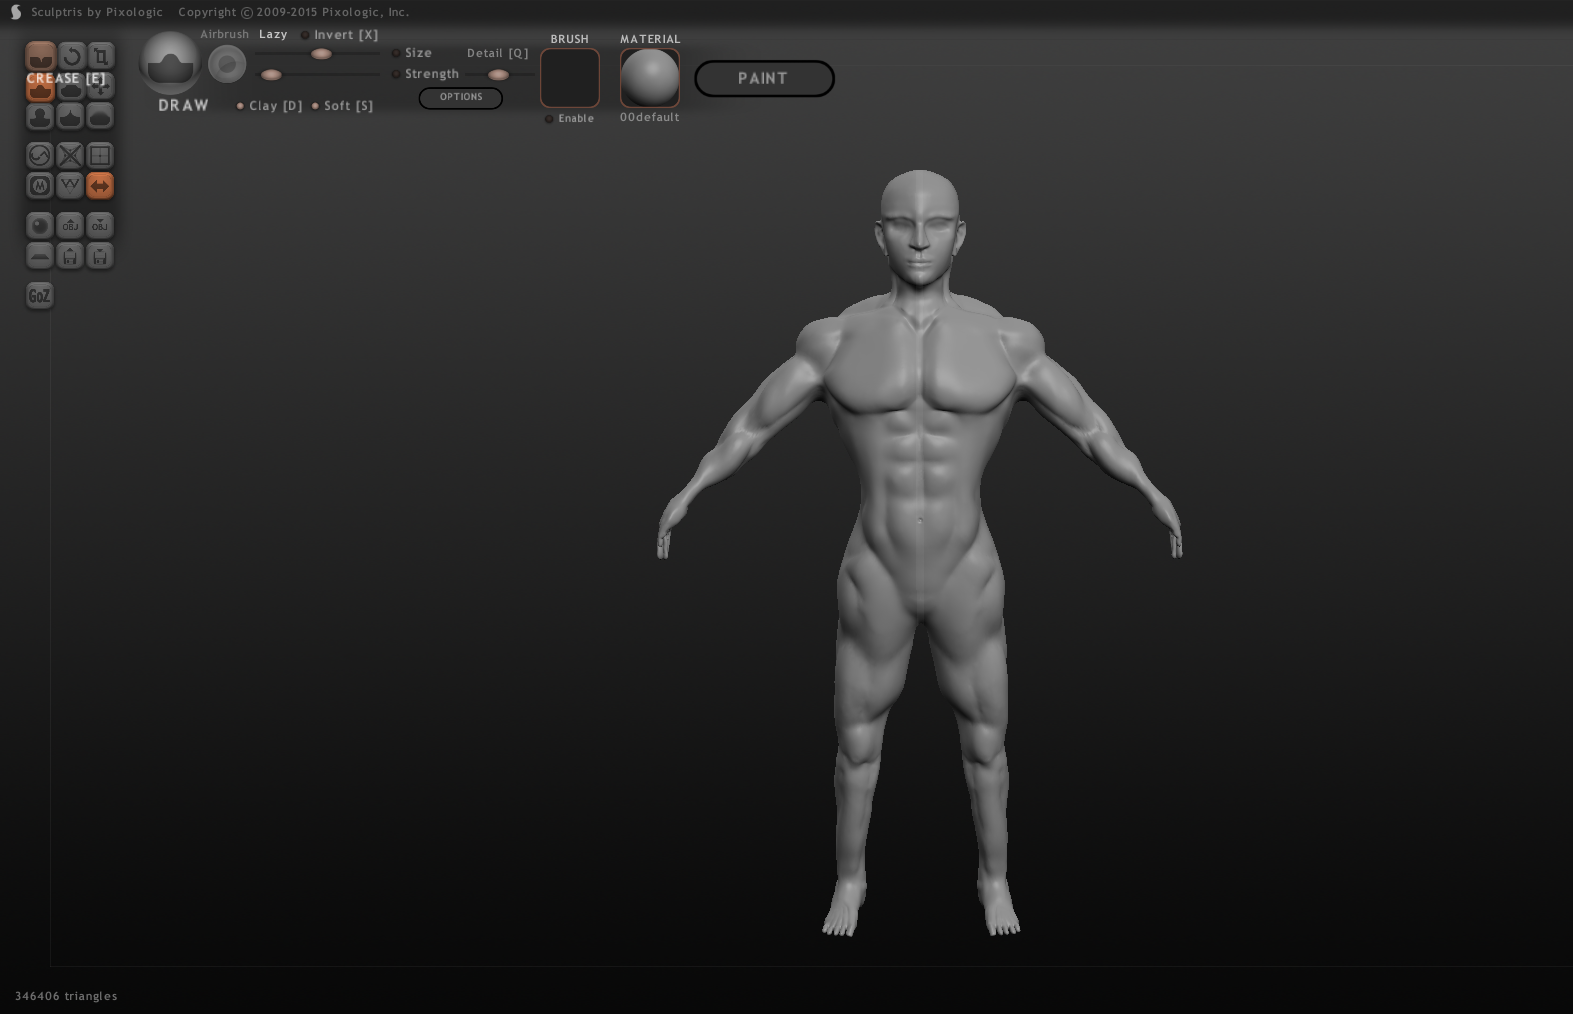 Sculptris by Pixologic Copyright © 2009-2015 Pixologic, Inc.
Airbrush Lazy Invert [X]
BRUSH MATERIAL
Size Detail [Q]
CREASE [E]
Strength
PAINT
OPTIONS
DRAW Clay [D] Soft [S]
Enable 00default
M
OBJ OBJ
GoZ
346406 triangles